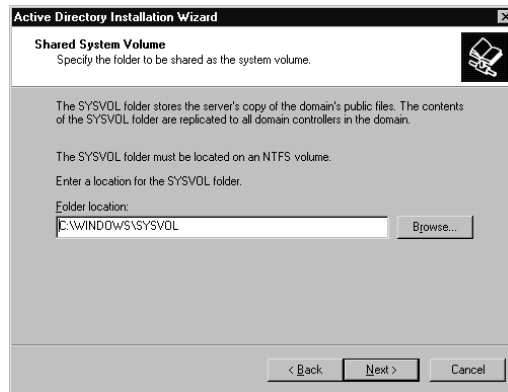 Active Directory Installation Wizard
Shared System Volume
Specify the folder to be shared as the system volume.
The SYSVOL folder stores the server's copy of the domain's public files. The contents
of the SYSVOL folder are replicated to all domain controllers in the domain.
The SYSVOL folder must be located on an NTFS volume.
Enter a location for the SYSVOL folder.
Folder location:
C:\WINDOWS\SYSVOL
Browse...
< Back
Next >
Cancel